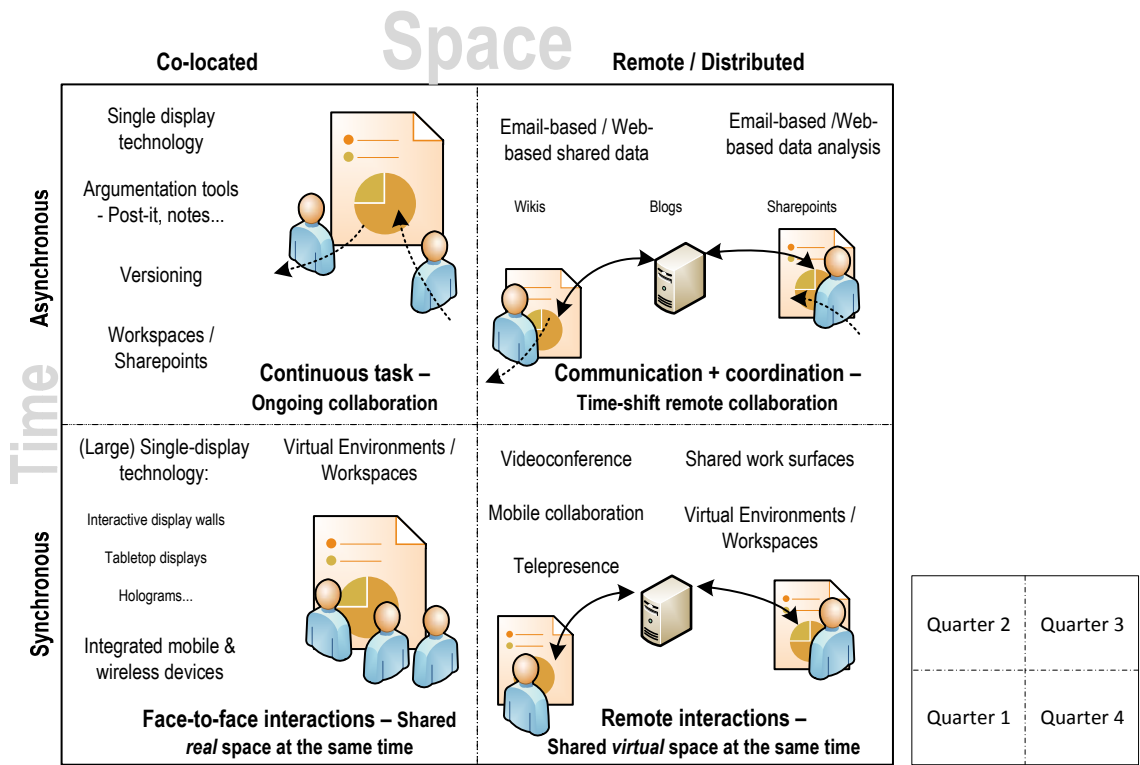 Space
Co-located
Remote / Distributed
Time
Asynchronous
Single display
technology
Argumentation tools
- Post-it, notes...
Versioning
Workspaces /
Sharepoints
Continuous task –
Ongoing collaboration
Email-based / Web-
based shared data
Email-based /Web-
based data analysis
Wikis
Blogs
Sharepoints
Communication + coordination –
Time-shift remote collaboration
Synchronous
(Large) Single-display
technology:
Virtual Environments /
Workspaces
Interactive display walls
Tabletop displays
Holograms...
Integrated mobile &
wireless devices
Face-to-face interactions – Shared
real space at the same time
Videoconference
Shared work surfaces
Mobile collaboration
Virtual Environments /
Workspaces
Telepresence
Remote interactions –
Shared virtual space at the same time
Quarter 2
Quarter 3
Quarter 1
Quarter 4